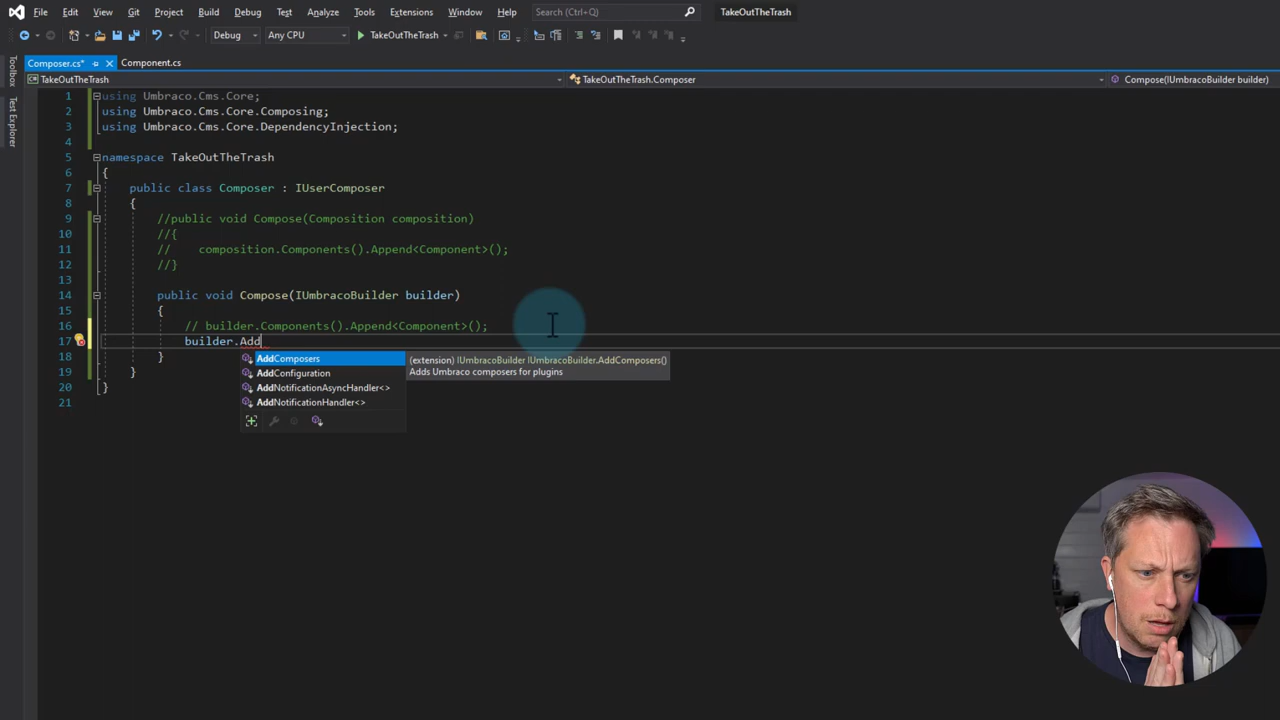 File Edit View Git Project Build Debug Test Analyze Tools Extensions Window Help Search (Ctrl+Q) TakeOutTheTrash
Debug Any CPU TakeOutTheTrash
Composer.cs* Component.cs
TakeOutTheTrash TakeOutTheTrash.Composer Compose(IUmbracoBuilder builder)
Toolbox
Test Explorer
1 using Umbraco.Cms.Core;
2 using Umbraco.Cms.Core.Composing;
3 using Umbraco.Cms.Core.DependencyInjection;
4
5 namespace TakeOutTheTrash
6 {
7 public class Composer : IUserComposer
8 {
9 //public void Compose(Composition composition)
10 //{
11 // composition.Components().Append<Component>();
12 //}
13
14 public void Compose(IUmbracoBuilder builder)
15 {
16 // builder.Components().Append<Component>();
17 builder.Add
18 }
19 }
20 }
21
AddComposers
AddConfiguration
AddNotificationAsyncHandler<>
AddNotificationHandler<>
(extension) IUmbracoBuilder IUmbracoBuilder.AddComposers()
Adds Umbraco composers for plugins